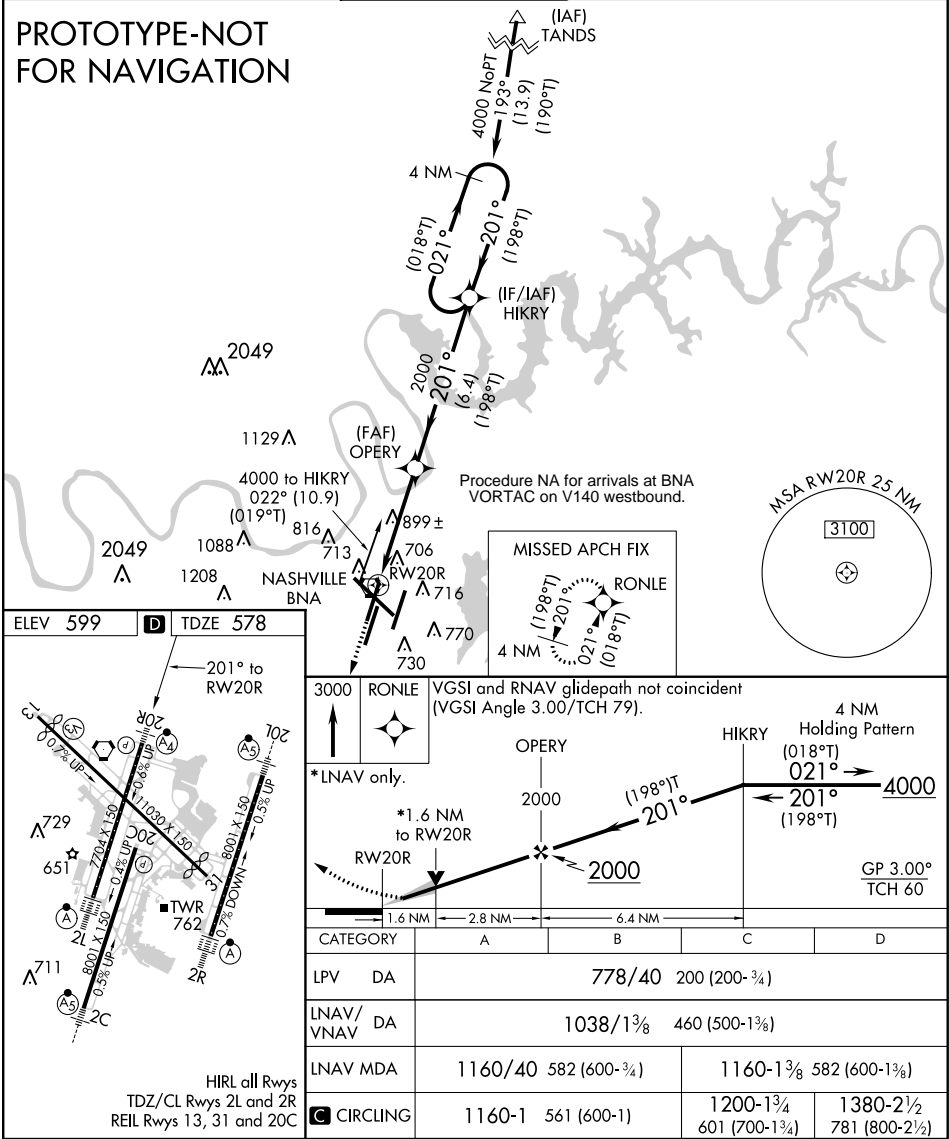 PROTOTYPE-NOT
FOR NAVIGATION
(IAF)
TANDS
4000 NoPT
193°
(13.9)
(190°T)
4 NM
201°
(198°T)
(018°T)
021°
(IF/IAF)
HIKRY
2000
201°
(6.4)
(198°T)
2049
1129
(FAF)
OPERY
4000 to HIKRY
022° (10.9)
(019°T)
Procedure NA for arrivals at BNA
VORTAC on V140 westbound.
MSA RW20R 25 NM
3100
899 ±
816
713
1088
706
2049
1208
NASHVILLE
BNA
RW20R
716
770
730
MISSED APCH FIX
RONLE
(198°T)
201°
4 NM
021°
(018°T)
ELEV 599
D
TDZE 578
201° to
RW20R
13
20R
20L
A4
A5
V5
P
0.7% UP
0.6% UP
0.5% UP
11030 X 150
7704 X 150
8001 X 150
20C
P
0.4% UP
729
651
31
A
2L
TWR
762
0.7% DOWN
8001 X 150
0.5% UP
2R
A
711
A5
2C
HIRL all Rwys
TDZ/CL Rwys 2L and 2R
REIL Rwys 13, 31 and 20C
3000
RONLE
VGSI and RNAV glidepath not coincident
(VGSI Angle 3.00/TCH 79).
*LNAV only.
OPERY
HIKRY
4 NM
Holding Pattern
(018°T)
021°
4000
201°
(198°T)
2000
(198°)T
201°
*1.6 NM
to RW20R
RW20R
2000
GP 3.00°
TCH 60
1.6 NM
2.8 NM
6.4 NM
CATEGORY A B C D
LPV DA 778/40 200 (200-¾)
LNAV/
VNAV DA 1038/1⅜ 460 (500-1⅜)
LNAV MDA 1160/40 582 (600-¾) 1160-1⅜ 582 (600-1⅜)
C CIRCLING 1160-1 561 (600-1) 1200-1¾ 601 (700-1¾) 1380-2½ 781 (800-2½)